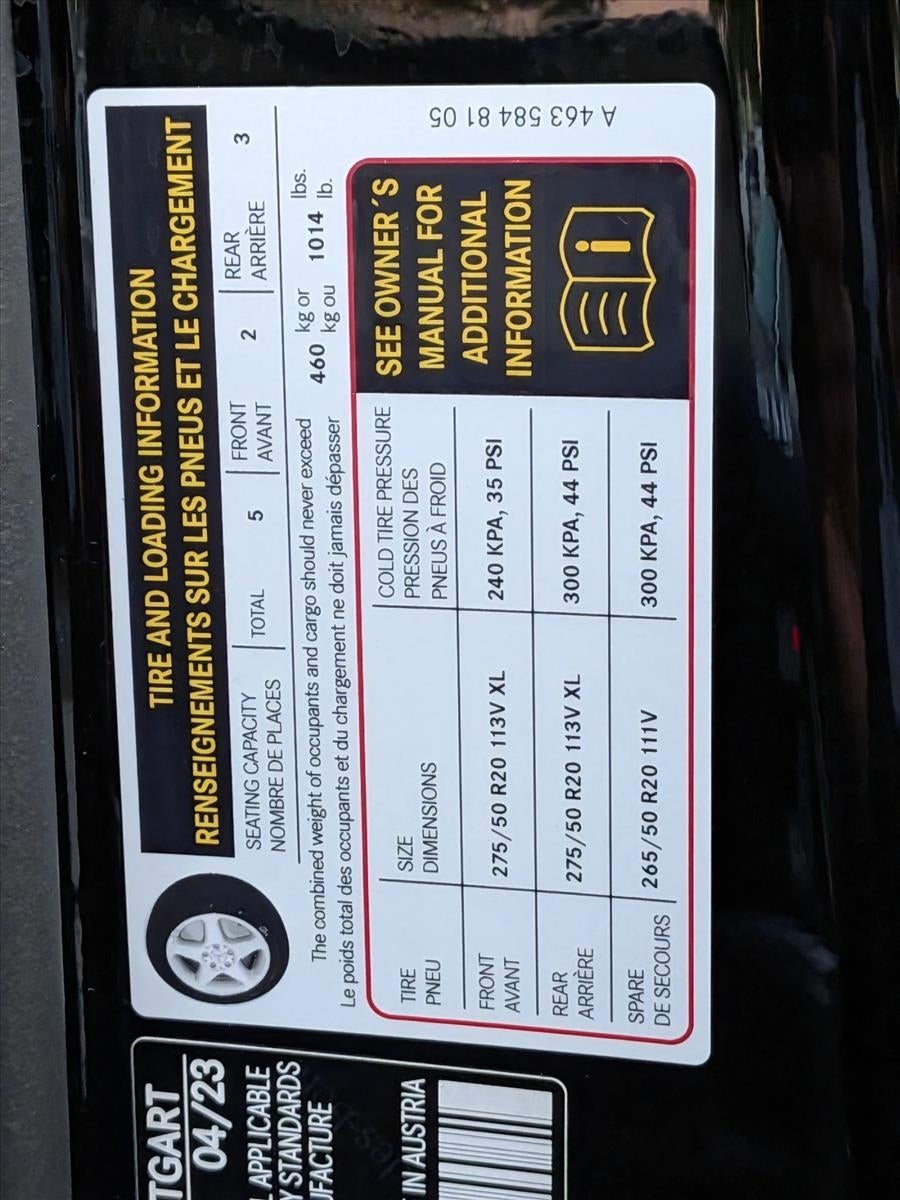 TIRE AND LOADING INFORMATION
RENSEIGNEMENTS SUR LES PNEUS ET LE CHARGEMENT
SEATING CAPACITY
NOMBRE DE PLACES
TOTAL 5
FRONT
AVANT
2
REAR
ARRIÈRE
3
The combined weight of occupants and cargo should never exceed 460 kg or 1014 lbs.
Le poids total des occupants et du chargement ne doit jamais dépasser kg ou lb.
TIRE
PNEU
SIZE
DIMENSIONS
COLD TIRE PRESSURE
PRESSION DES
PNEUS À FROID
FRONT
AVANT
275/50 R20 113V XL
240 KPA, 35 PSI
REAR
ARRIÈRE
275/50 R20 113V XL
300 KPA, 44 PSI
SPARE
DE SECOURS
265/50 R20 111V
300 KPA, 44 PSI
SEE OWNER´S
MANUAL FOR
ADDITIONAL
INFORMATION
A 463 584 81 05
TGART
04/23
APPLICABLE
Y STANDARDS
UFACTURE
IN AUSTRIA